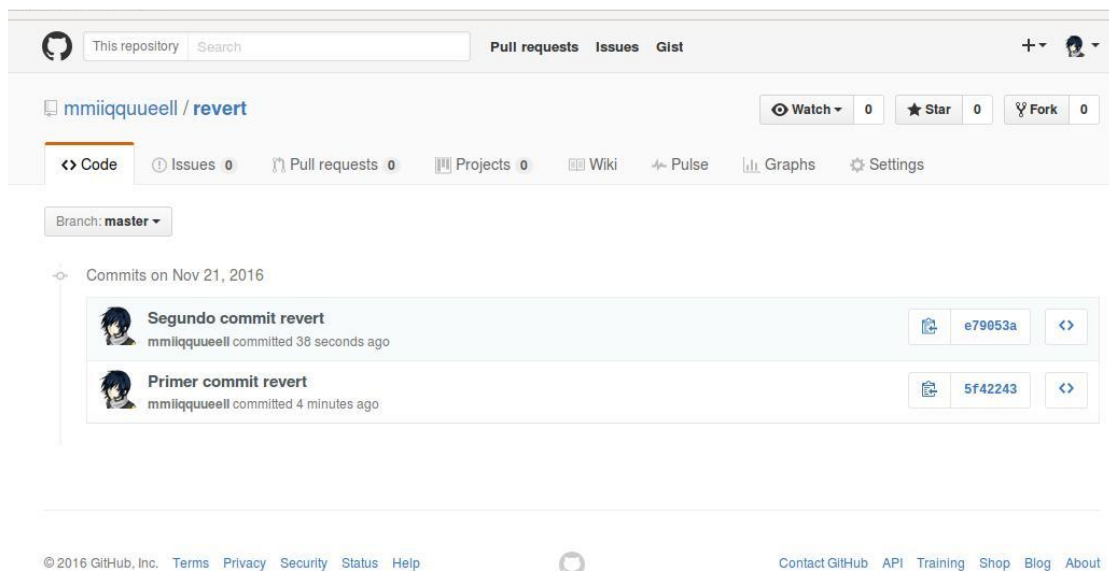 This repository Search Pull requests Issues Gist
mmiiqquueell / revert Watch 0 Star 0 Fork 0
Code Issues 0 Pull requests 0 Projects 0 Wiki Pulse Graphs Settings
Branch: master
Commits on Nov 21, 2016
Segundo commit revert
mmiiqquueell committed 38 seconds ago
e79053a
Primer commit revert
mmiiqquueell committed 4 minutes ago
5f42243
© 2016 GitHub, Inc. Terms Privacy Security Status Help Contact GitHub API Training Shop Blog About